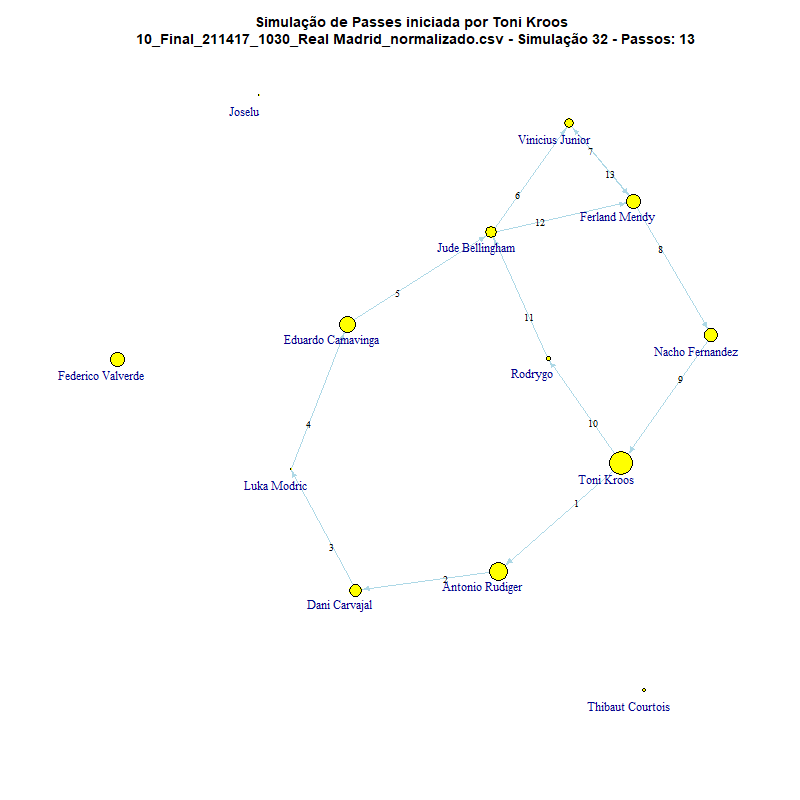 Simulação de Passes iniciada por Toni Kroos
10_Final_211417_1030_Real Madrid_normalizado.csv - Simulação 32 - Passos: 13
Joselu
Vinicius Junior
7
13
6
Ferland Mendy
12
Jude Bellingham
8
5
11
Eduardo Camavinga
Nacho Fernandez
Federico Valverde
Rodrygo
9
4
10
Luka Modric
Toni Kroos
1
3
2
Antonio Rudiger
Dani Carvajal
Thibaut Courtois